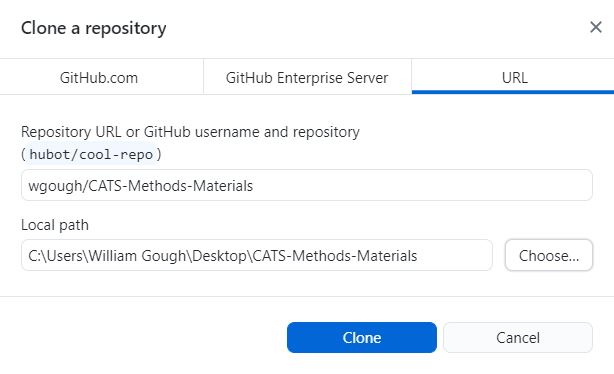 Clone a repository
GitHub.com
GitHub Enterprise Server
URL
Repository URL or GitHub username and repository
(hubot/cool-repo)
wgough/CATS-Methods-Materials
Local path
C:\Users\William Gough\Desktop\CATS-Methods-Materials
Choose...
Clone
Cancel